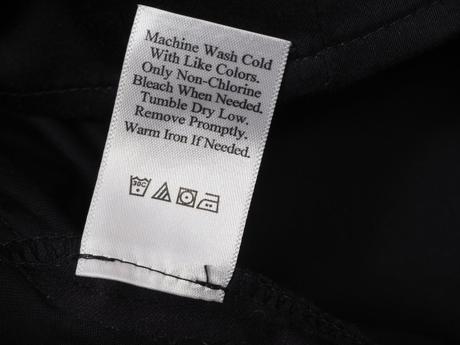 Machine Wash Cold
With Like Colors.
Only Non-Chlorine
Bleach When Needed.
Tumble Dry Low.
Remove Promptly.
Warm Iron If Needed.
30C